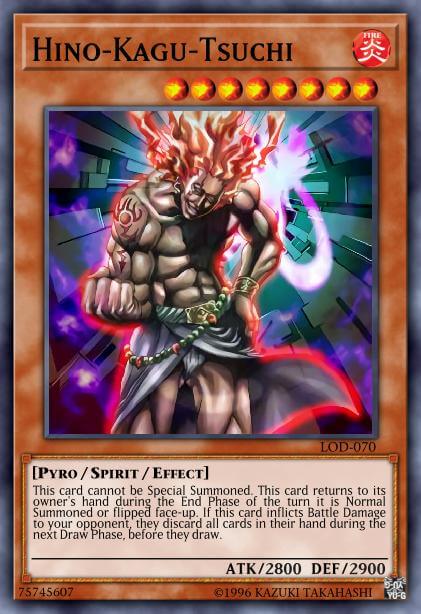 Hino-Kagu-Tsuchi
FIRE
炎
LOD-070
[Pyro / Spirit / Effect]
This card cannot be Special Summoned. This card returns to its
owner's hand during the End Phase of the turn it is Normal
Summoned or flipped face-up. If this card inflicts Battle Damage
to your opponent, they discard all cards in their hand during the
next Draw Phase, before they draw.
ATK/2800 DEF/2900
75745607
©1996 KAZUKI TAKAHASHI